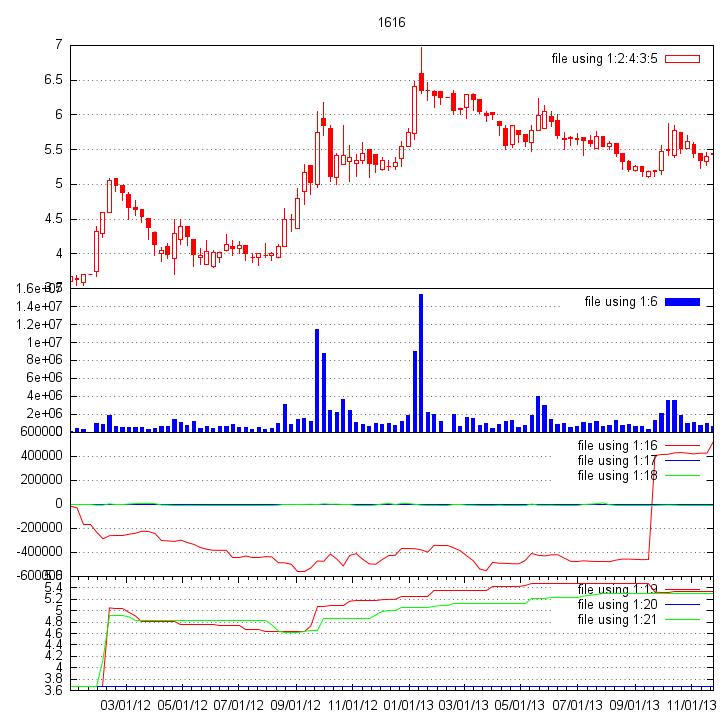 1616
7
file using 1:2:4:3:5
6.5
6
5.5
5
4.5
4
1.6e+07
file using 1:6
1.4e+07
1.2e+07
1e+07
8e+06
6e+06
4e+06
2e+06
600000
file using 1:16
400000
file using 1:17
file using 1:18
200000
0
-200000
-400000
-600000
5.4
file using 1:19
5.2
file using 1:20
5
file using 1:21
4.8
4.6
4.4
4.2
4
3.8
3.6
03/01/12 05/01/12 07/01/12 09/01/12 11/01/12 01/01/13 03/01/13 05/01/13 07/01/13 09/01/13 11/01/13